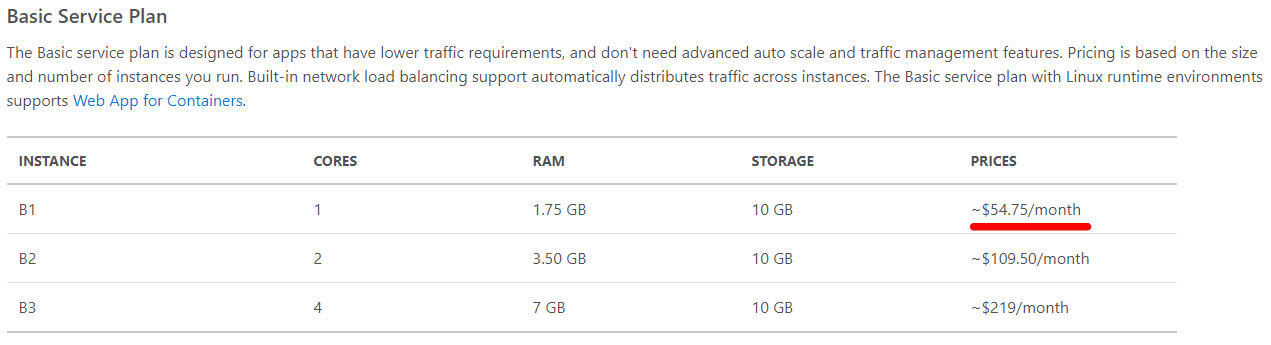 Basic Service Plan
The Basic service plan is designed for apps that have lower traffic requirements, and don't need advanced auto scale and traffic management features. Pricing is based on the size
and number of instances you run. Built-in network load balancing support automatically distributes traffic across instances. The Basic service plan with Linux runtime environments
supports Web App for Containers.
INSTANCE CORES RAM STORAGE PRICES
B1 1 1.75 GB 10 GB ~$54.75/month
B2 2 3.50 GB 10 GB ~$109.50/month
B3 4 7 GB 10 GB ~$219/month